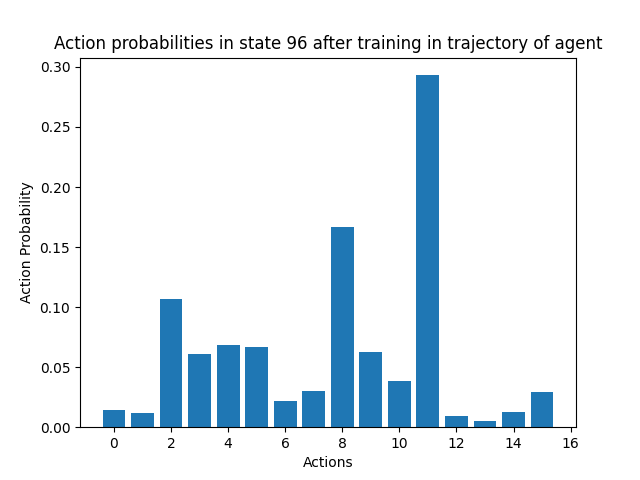 Action probabilities in state 96 after training in trajectory of agent
0.30
0.25
0.20
0.15
0.10
0.05
0.00
Action Probability
0 2 4 6 8 10 12 14 16
Actions